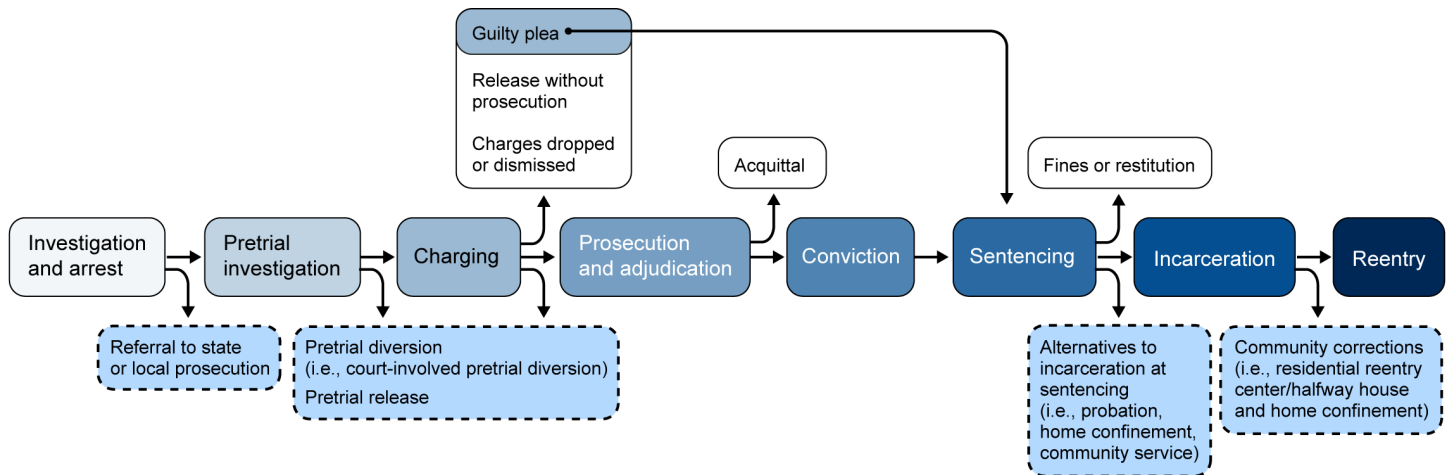 Guilty plea
Release without
prosecution
Charges dropped
or dismissed
Acquittal
Fines or restitution
Investigation
and arrest
Pretrial
investigation
Charging
Prosecution
and adjudication
Conviction
Sentencing
Incarceration
Reentry
Referral to state
or local prosecution
Pretrial diversion
(i.e., court-involved pretrial diversion)
Pretrial release
Alternatives to
incarceration at
sentencing
(i.e., probation,
home confinement,
community service)
Community corrections
(i.e., residential reentry
center/halfway house
and home confinement)